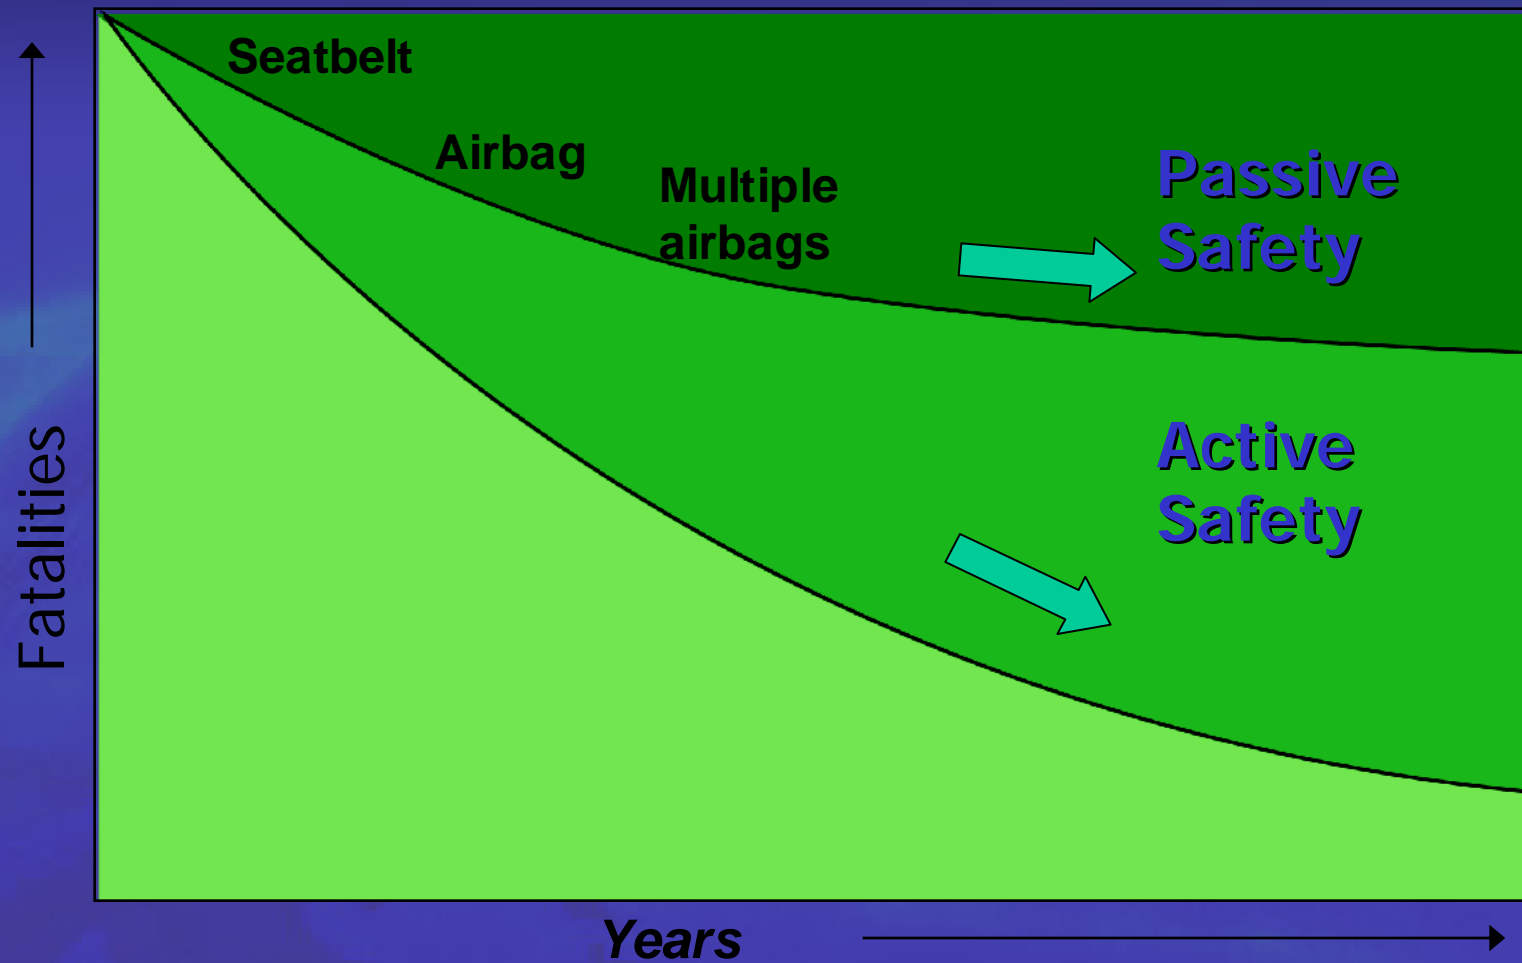 Seatbelt
Airbag
Multiple
airbags
Passive
Safety
Active
Safety
Fatalities
Years